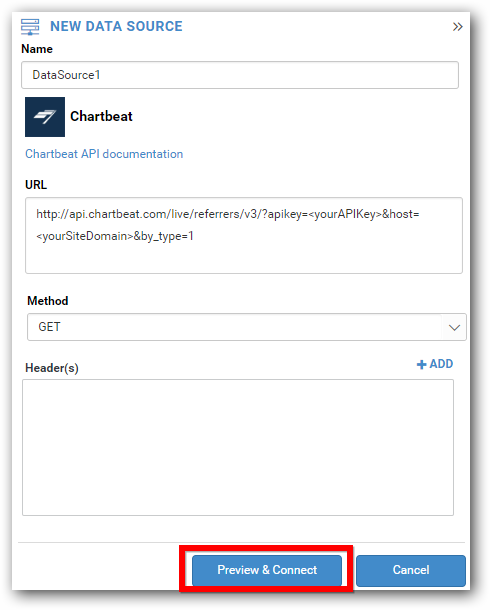 NEW DATA SOURCE
Name
DataSource1
Chartbeat
Chartbeat API documentation
URL
http://api.chartbeat.com/live/referrers/v3/?apikey=<yourAPIKey>&host=
<yourSiteDomain>&by_type=1
Method
GET
Header(s)
ADD
Preview & Connect
Cancel